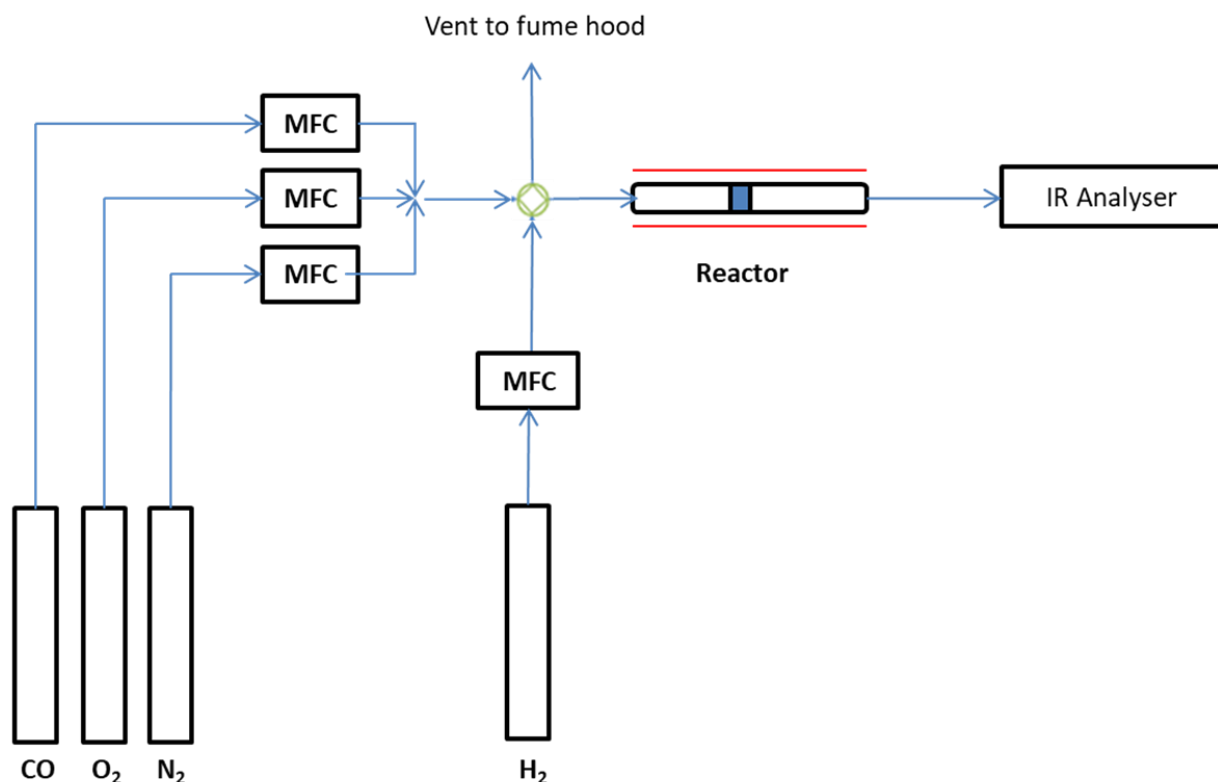 Vent to fume hood
MFC
MFC
MFC
IR Analyser
Reactor
MFC
CO O₂ N₂ H₂